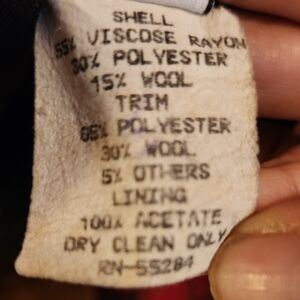 SHELL
55% VISCOSE RAYON
30% POLYESTER
15% WOOL
TRIM
65% POLYESTER
30% WOOL
5% OTHERS
LINING
100% ACETATE
DRY CLEAN ONLY
RN-55284